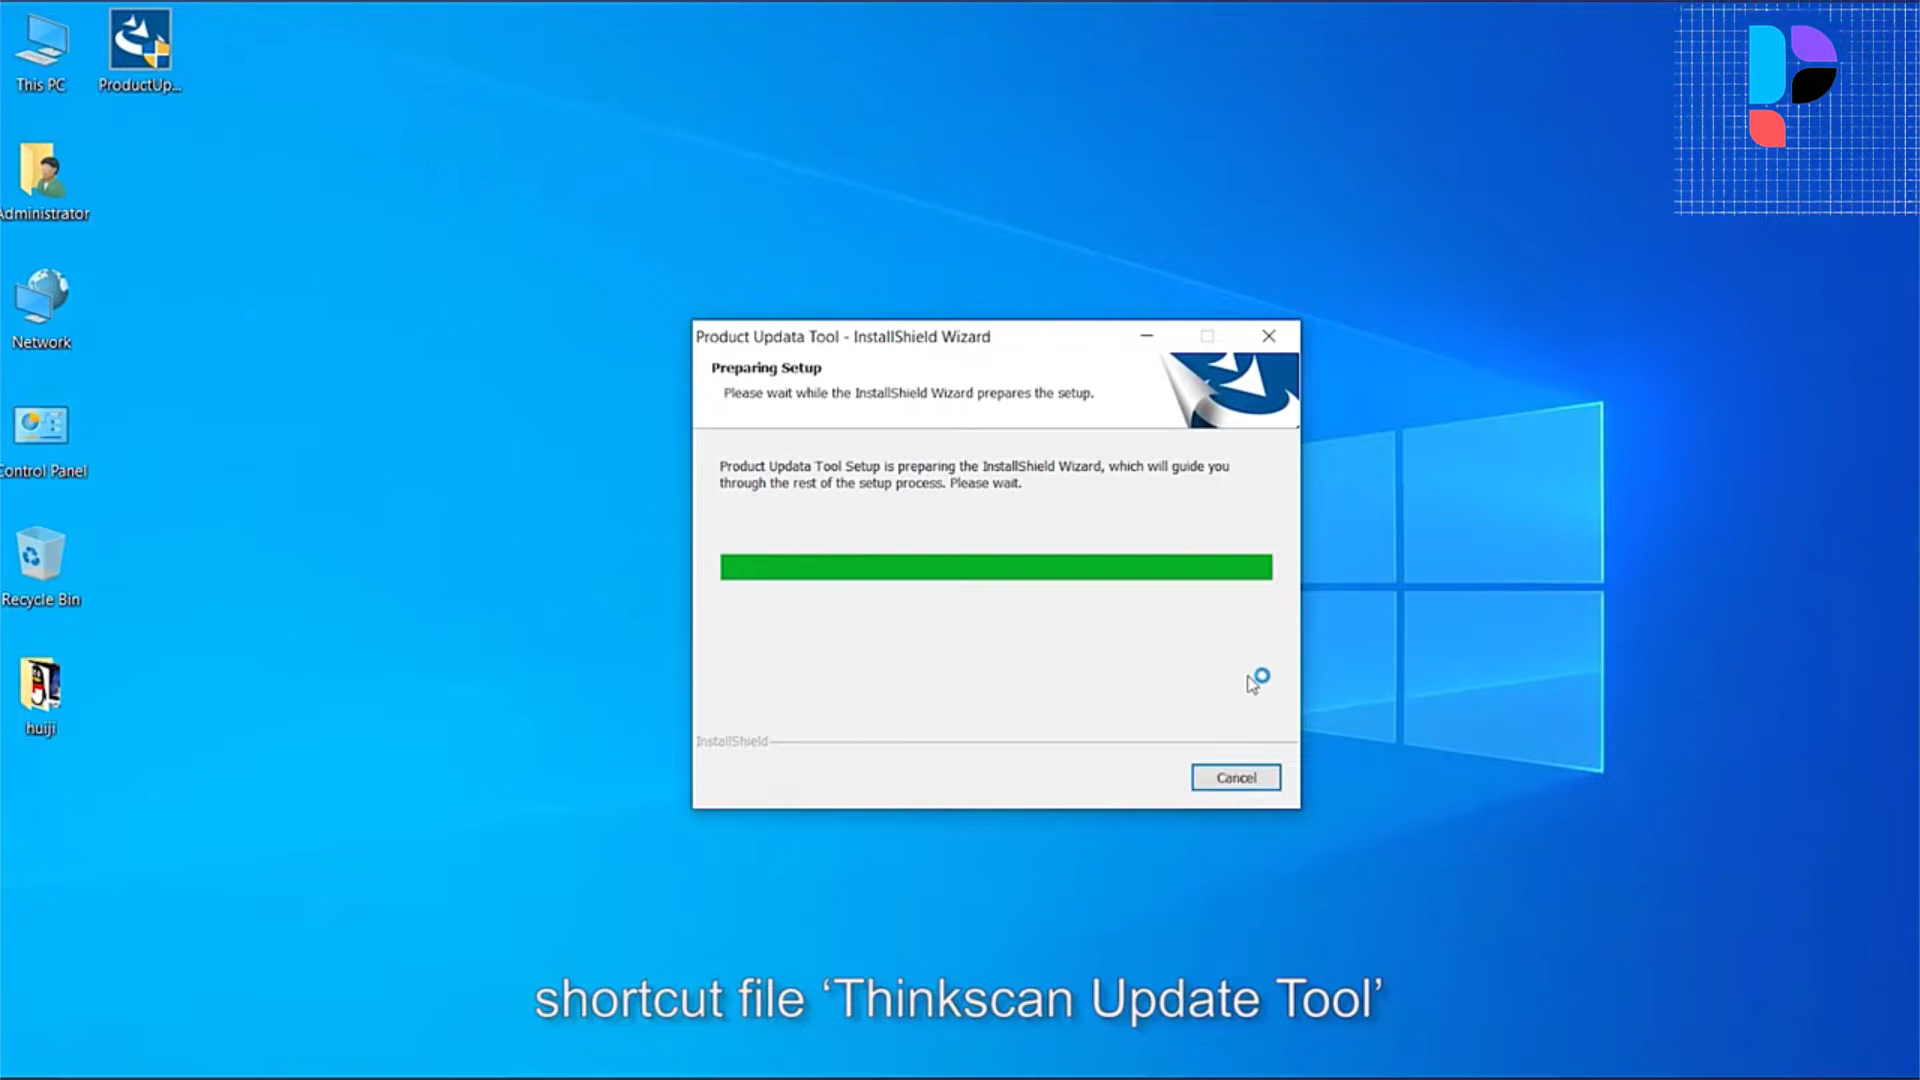 This PC
ProductUp...
Administrator
Network
Control Panel
Recycle Bin
huiji
Product Updata Tool - InstallShield Wizard
Preparing Setup
Please wait while the InstallShield Wizard prepares the setup.
Product Updata Tool Setup is preparing the InstallShield Wizard, which will guide you
through the rest of the setup process. Please wait.
InstallShield
Cancel
shortcut file ‘Thinkscan Update Tool’